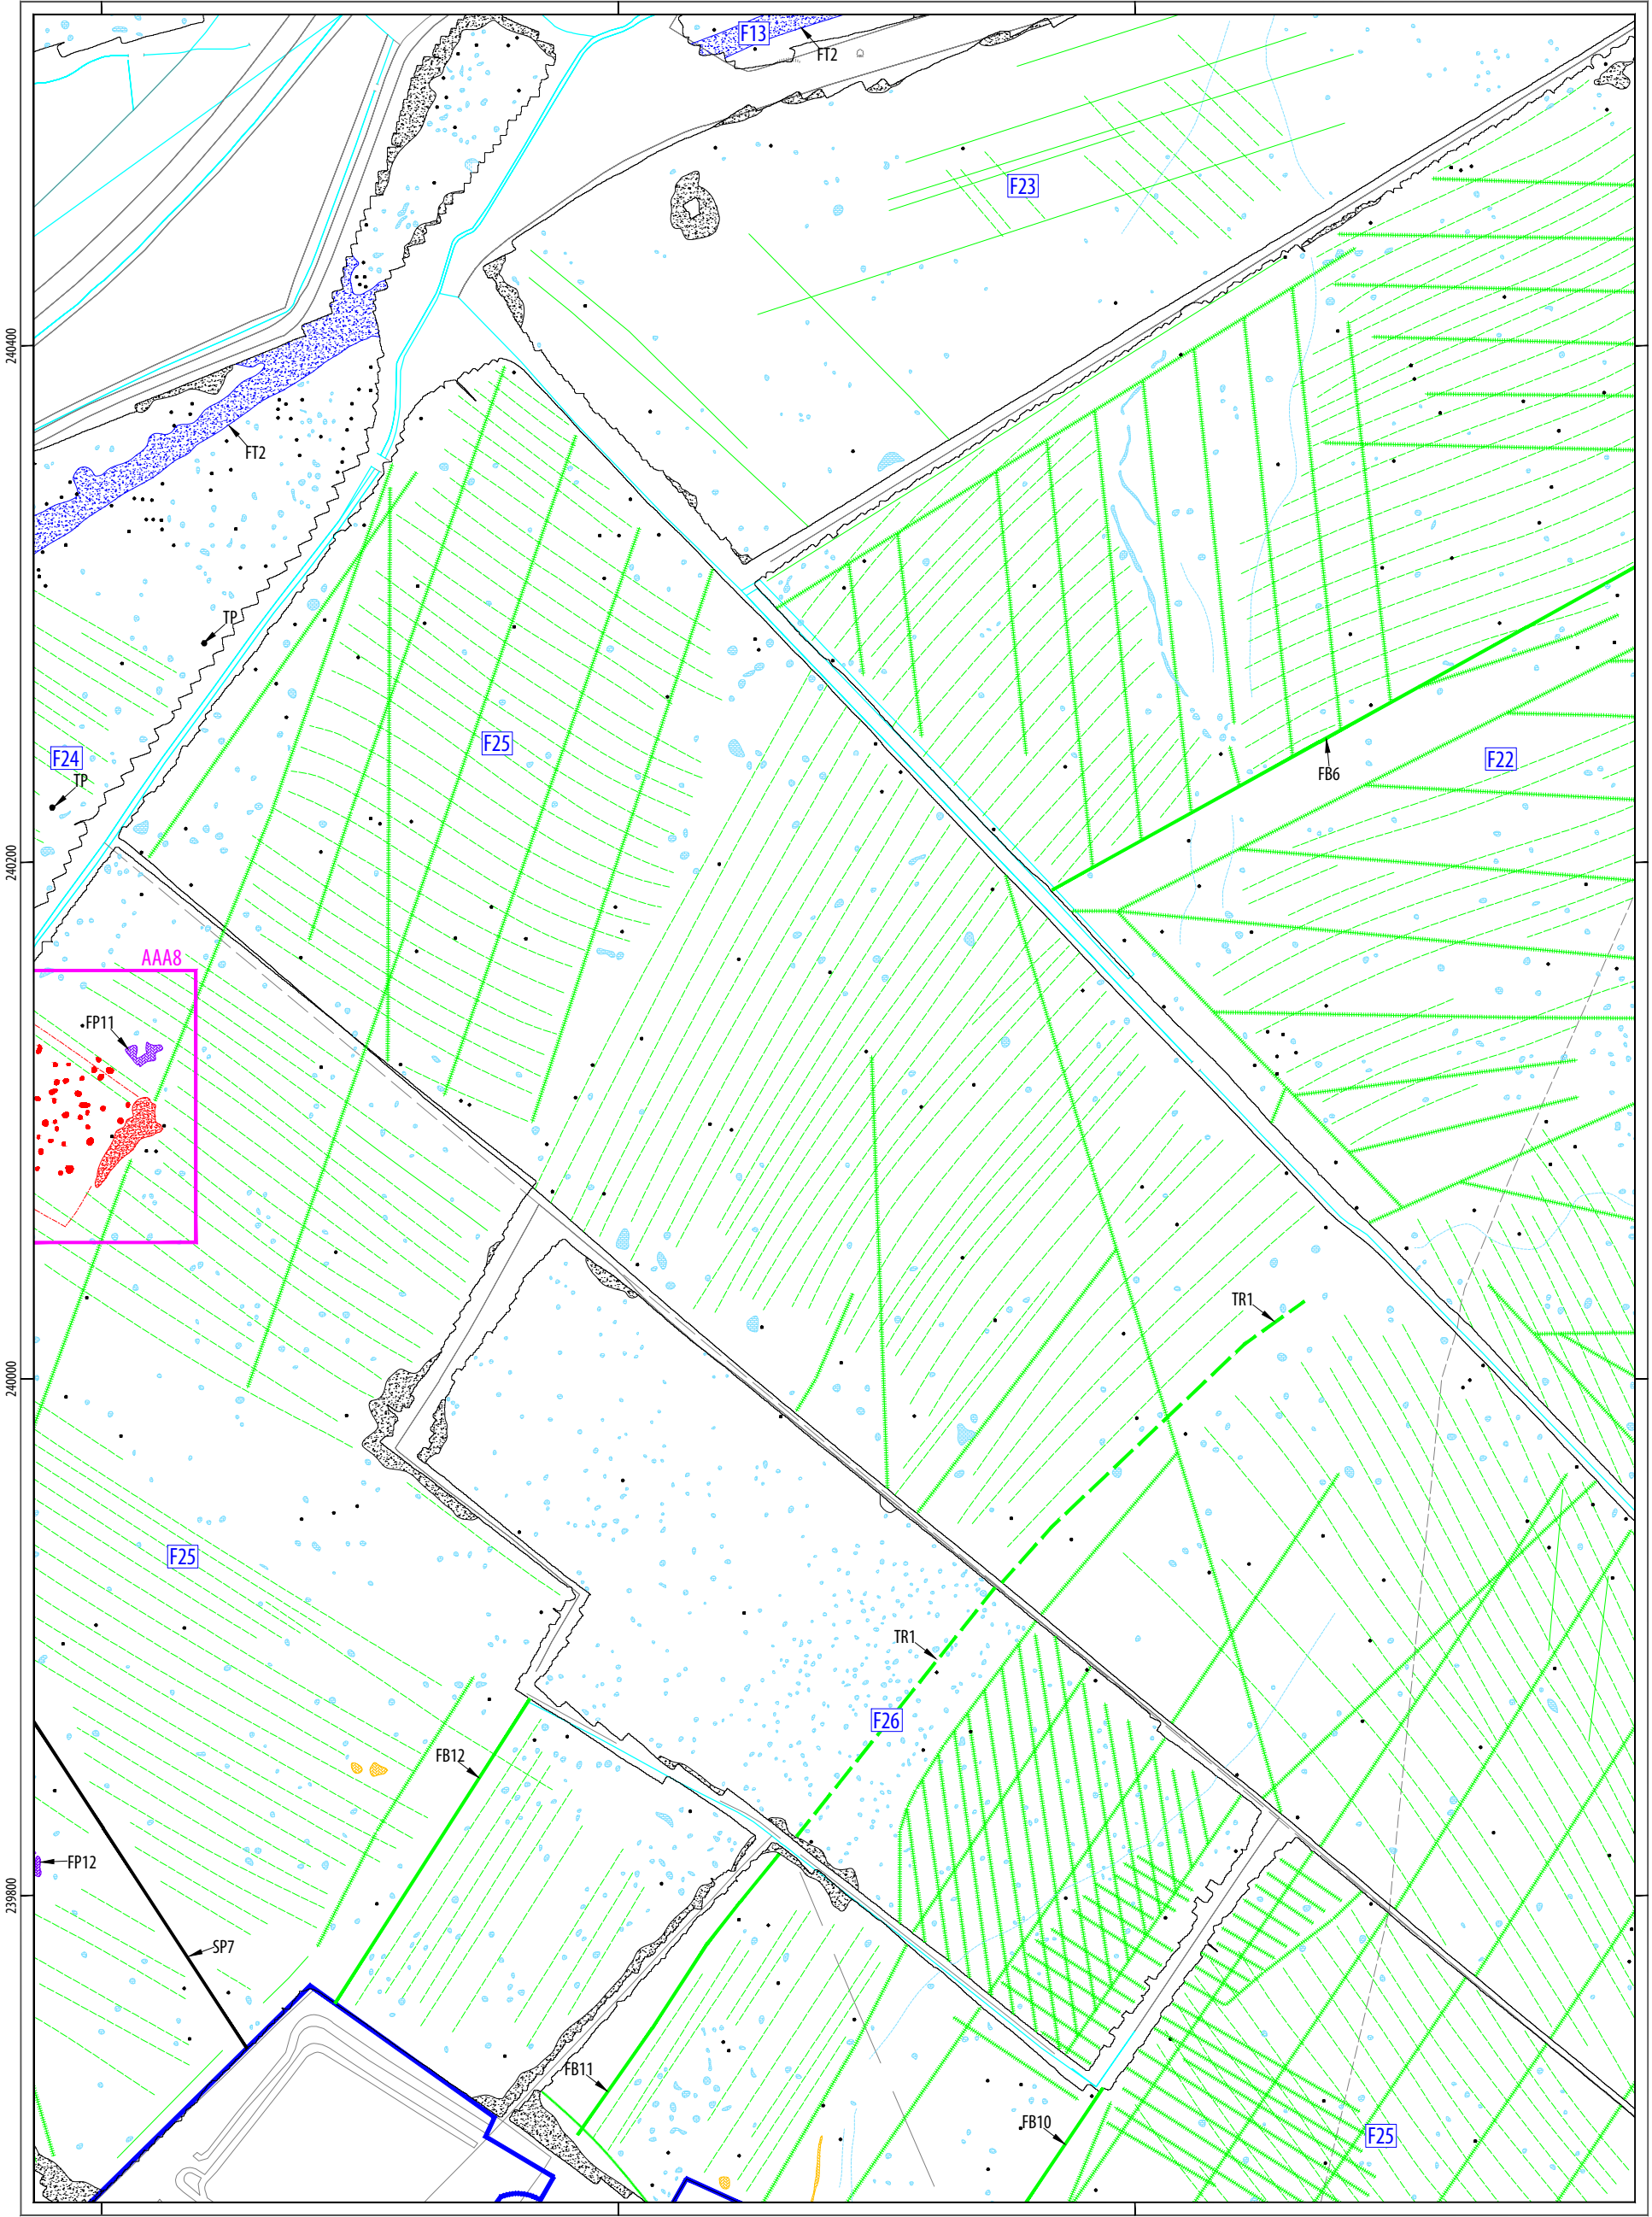 F13
FT2
F23
240400
FT2
TP
F25
F24
TP
FB6
F22
240200
AAA8
FP11
TR1
240000
F25
TR1
F26
FB12
FP12
239800
SP7
FB11
FB10
F25